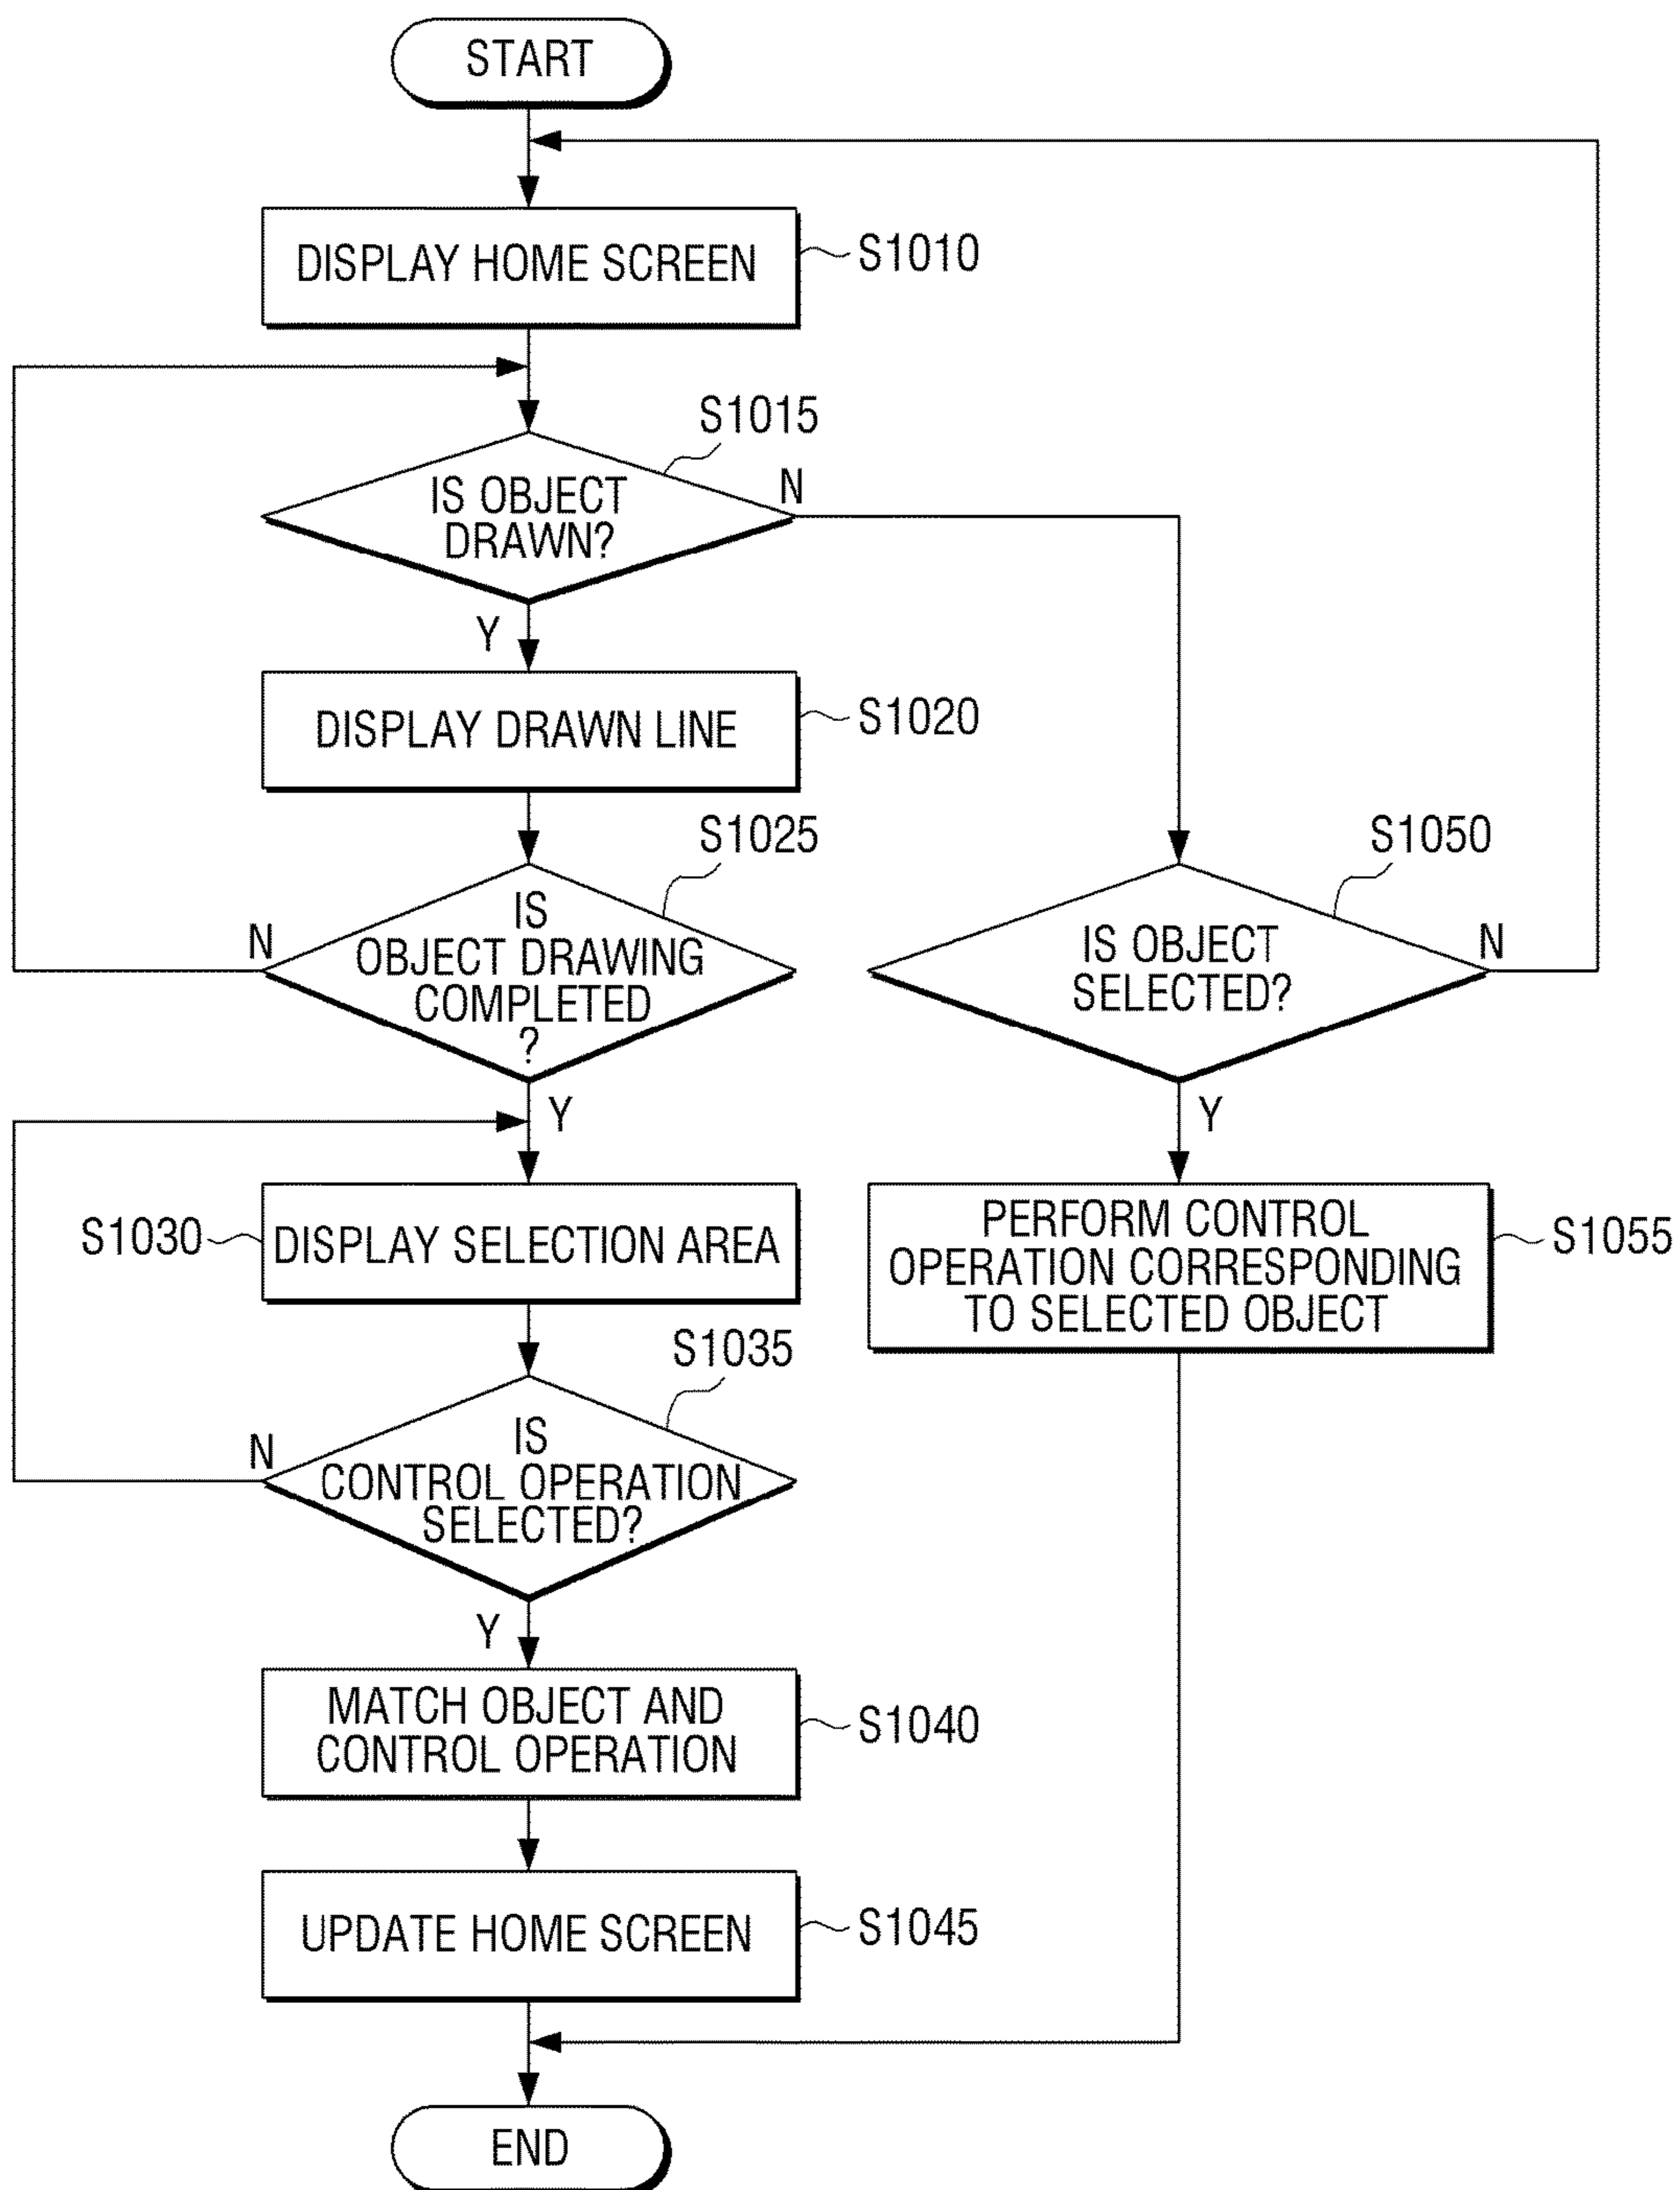 START
DISPLAY HOME SCREEN
S1010
S1015
IS OBJECT
DRAWN?
N
Y
DISPLAY DRAWN LINE
S1020
S1025
IS
OBJECT DRAWING
COMPLETED
?
N
Y
S1050
IS OBJECT
SELECTED?
N
Y
S1030
DISPLAY SELECTION AREA
PERFORM CONTROL
OPERATION CORRESPONDING
TO SELECTED OBJECT
S1055
S1035
IS
CONTROL OPERATION
SELECTED?
N
Y
MATCH OBJECT AND
CONTROL OPERATION
S1040
UPDATE HOME SCREEN
S1045
END